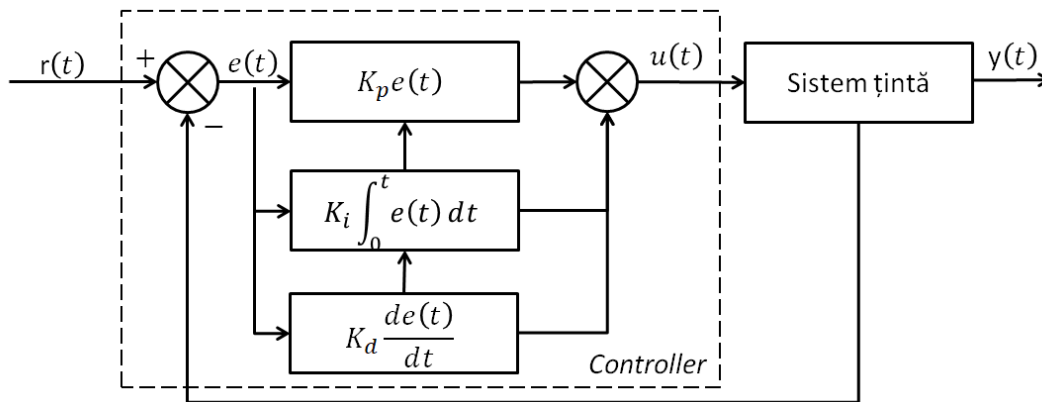 r(t)
+
−
e(t)
K_p e(t)
u(t)
Sistem țintă
y(t)
K_i ∫_0^t e(t) dt
K_d de(t)/dt
Controller